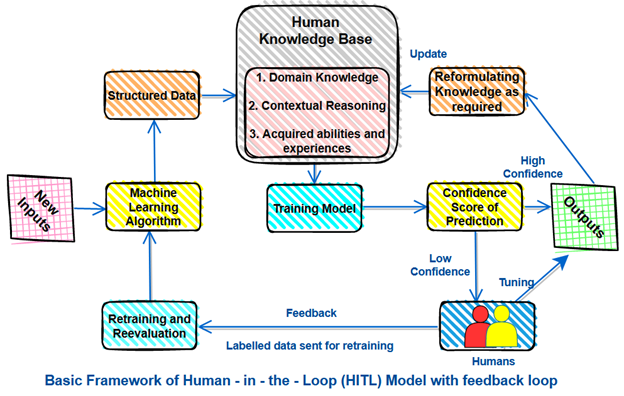 Human
Knowledge Base
1. Domain Knowledge
2. Contextual Reasoning
3. Acquired abilities and
experiences
Update
Reformulating
Knowledge as
required
Structured Data
High
Confidence
New
Inputs
Machine
Learning
Algorithm
Training Model
Confidence
Score of
Prediction
Outputs
Low
Confidence
Tuning
Retraining and
Reevaluation
Feedback
Labelled data sent for retraining
Humans
Basic Framework of Human - in - the - Loop (HITL) Model with feedback loop